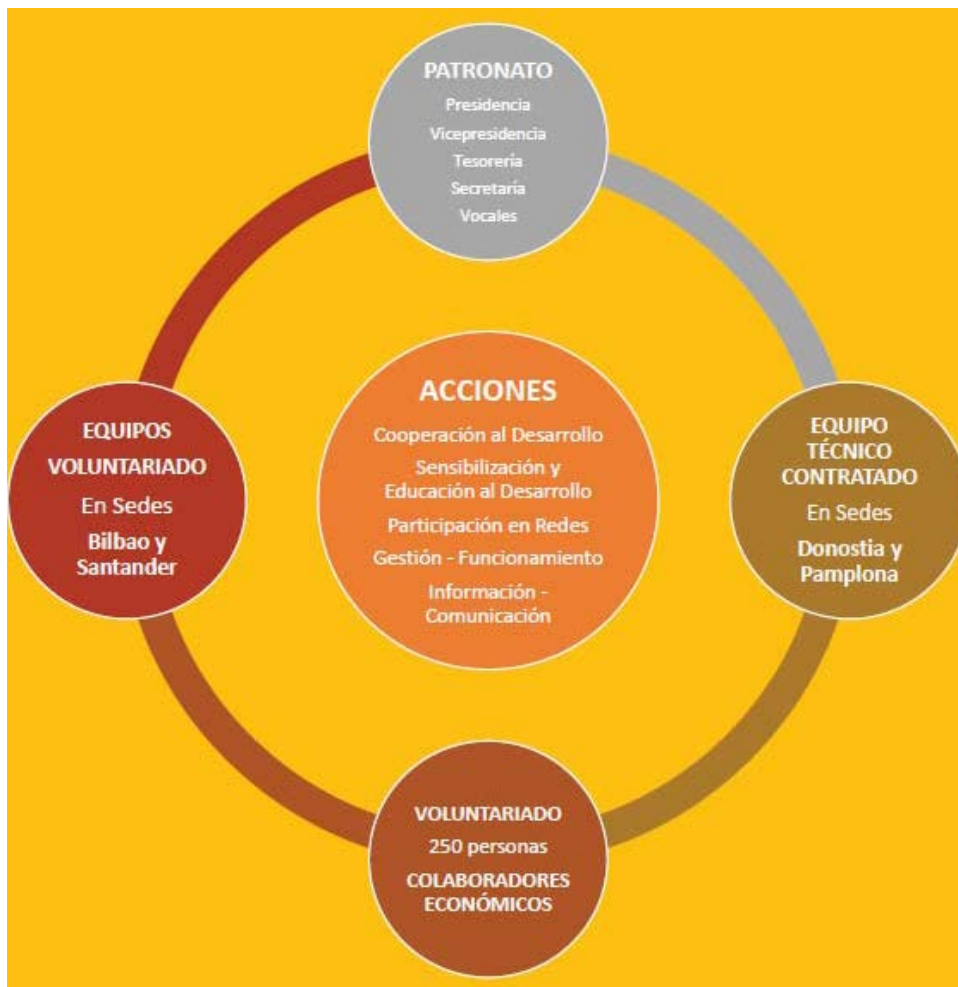 PATRONATO
Presidencia
Vicepresidencia
Tesorería
Secretaría
Vocales
EQUIPOS
VOLUNTARIADO
En Sedes
Bilbao y
Santander
ACCIONES
Cooperación al Desarrollo
Sensibilización y
Educación al Desarrollo
Participación en Redes
Gestión - Funcionamiento
Información -
Comunicación
EQUIPO
TÉCNICO
CONTRATADO
En Sedes
Donostia y
Pamplona
VOLUNTARIADO
250 personas
COLABORADORES
ECONÓMICOS